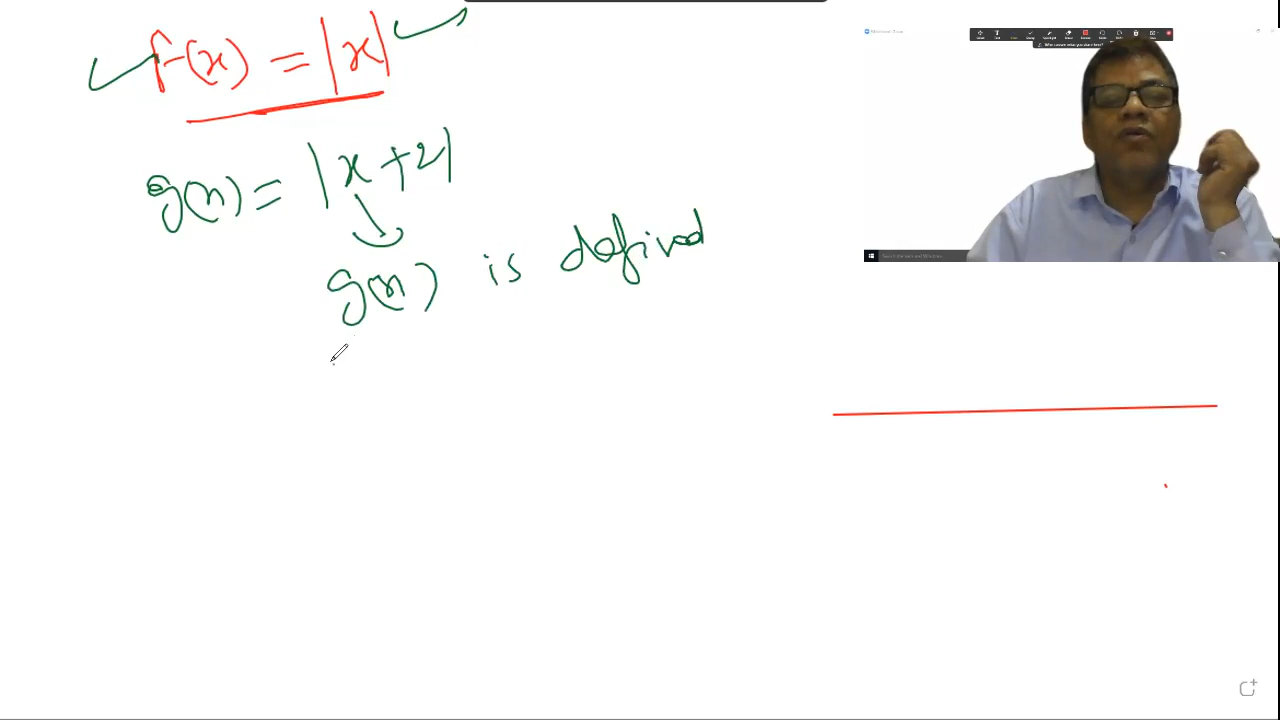 f(x) = |x|
g(x) = |x+2|
g(x) is defined